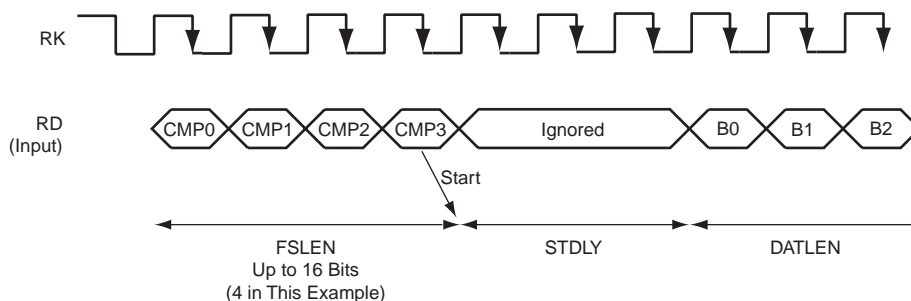 RK
RD
(Input)
CMP0 CMP1 CMP2 CMP3 Ignored B0 B1 B2
Start
FSLEN
Up to 16 Bits
(4 in This Example)
STDLY
DATLEN